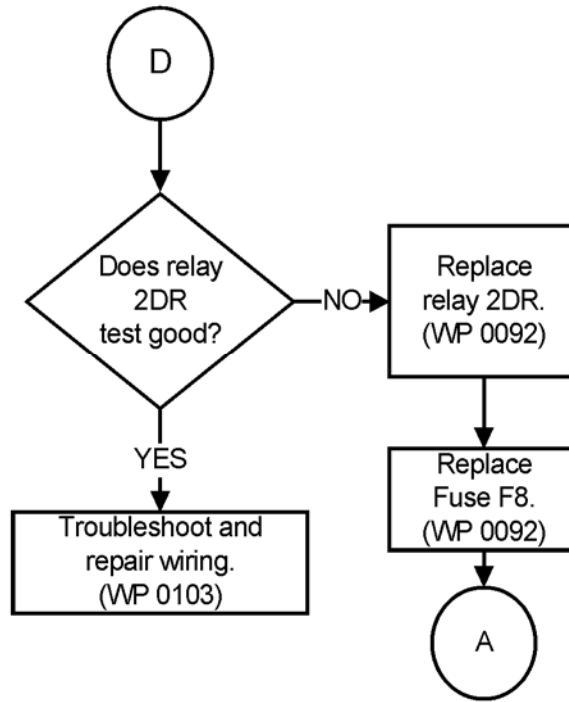 D
Does relay
2DR
test good?
NO
Replace
relay 2DR.
(WP 0092)
YES
Troubleshoot and
repair wiring.
(WP 0103)
Replace
Fuse F8.
(WP 0092)
A